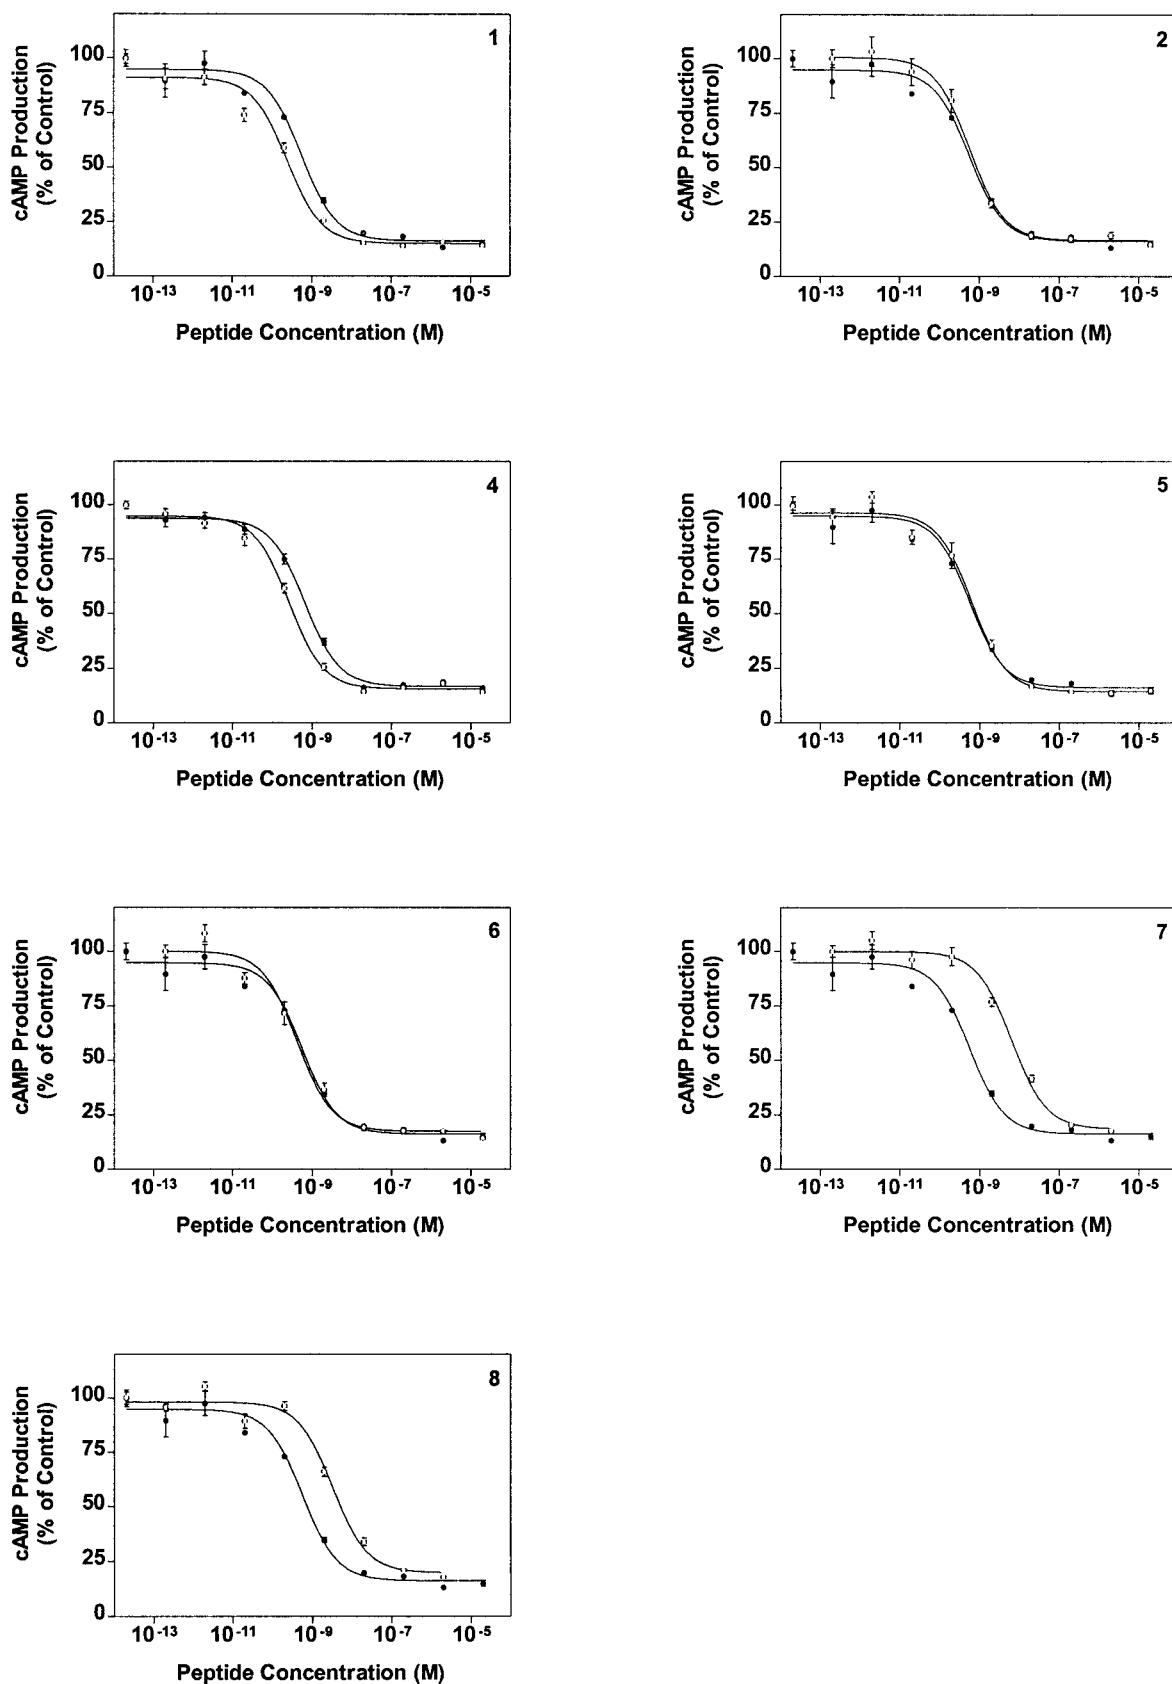 1
cAMP Production
(% of Control)
100
75
50
25
0
10-13 10-11 10-9 10-7 10-5
Peptide Concentration (M)
2
cAMP Production
(% of Control)
100
75
50
25
0
10-13 10-11 10-9 10-7 10-5
Peptide Concentration (M)
4
cAMP Production
(% of Control)
100
75
50
25
0
10-13 10-11 10-9 10-7 10-5
Peptide Concentration (M)
5
cAMP Production
(% of Control)
100
75
50
25
0
10-13 10-11 10-9 10-7 10-5
Peptide Concentration (M)
6
cAMP Production
(% of Control)
100
75
50
25
0
10-13 10-11 10-9 10-7 10-5
Peptide Concentration (M)
7
cAMP Production
(% of Control)
100
75
50
25
0
10-13 10-11 10-9 10-7 10-5
Peptide Concentration (M)
8
cAMP Production
(% of Control)
100
75
50
25
0
10-13 10-11 10-9 10-7 10-5
Peptide Concentration (M)